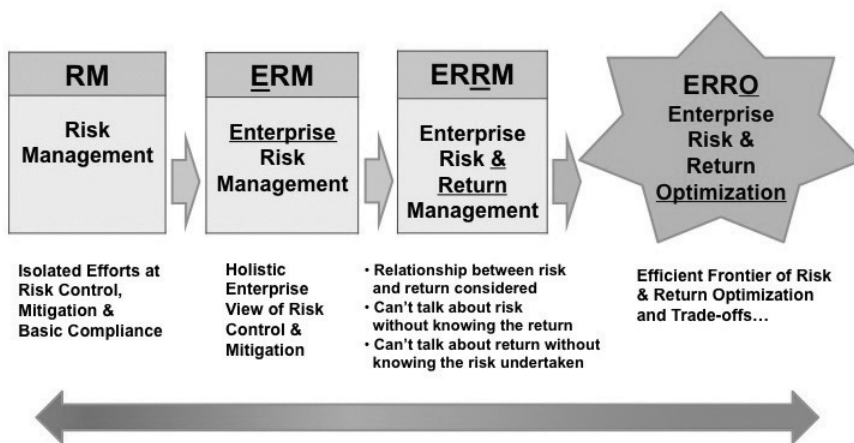 RM
Risk
Management
ERM
Enterprise
Risk
Management
ERRM
Enterprise
Risk &
Return
Management
ERRO
Enterprise
Risk &
Return
Optimization
Isolated Efforts at
Risk Control,
Mitigation &
Basic Compliance
Holistic
Enterprise
View of Risk
Control &
Mitigation
• Relationship between risk
and return considered
• Can’t talk about risk
without knowing the return
• Can’t talk about return without
knowing the risk undertaken
Efficient Frontier of Risk
& Return Optimization
and Trade-offs…